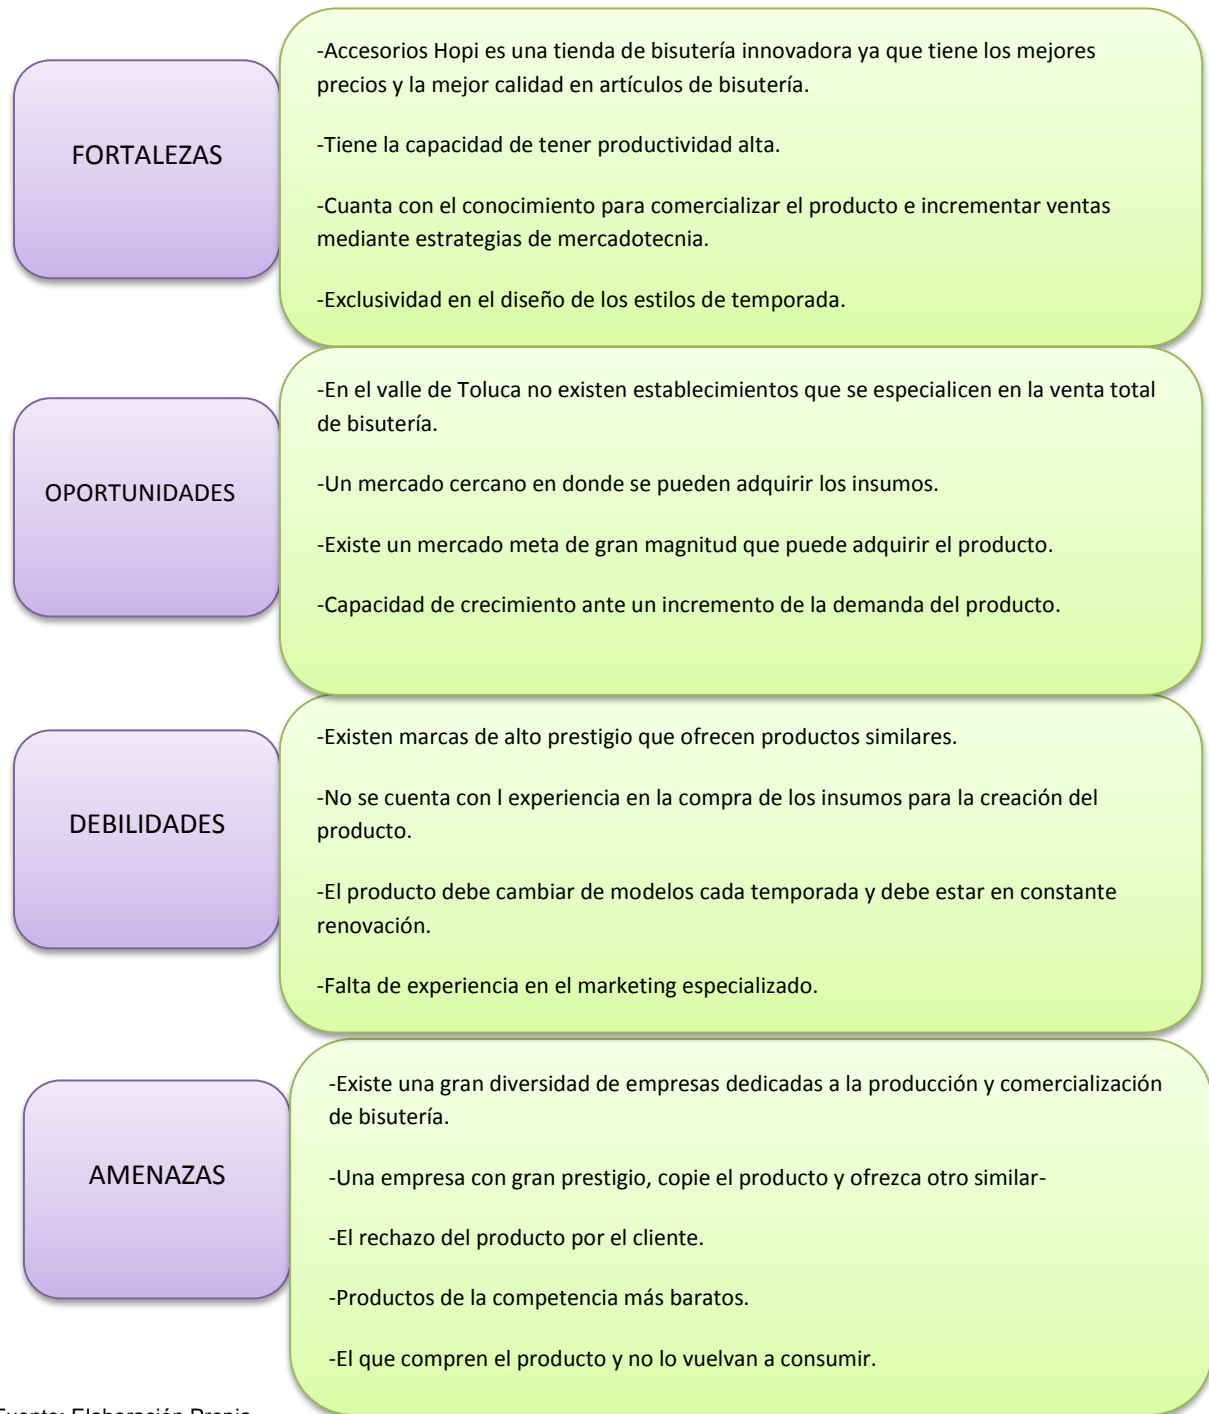 FORTALEZAS
-Accesorios Hopi es una tienda de bisutería innovadora ya que tiene los mejores
precios y la mejor calidad en artículos de bisutería.
-Tiene la capacidad de tener productividad alta.
-Cuanta con el conocimiento para comercializar el producto e incrementar ventas
mediante estrategias de mercadotecnia.
-Exclusividad en el diseño de los estilos de temporada.
OPORTUNIDADES
-En el valle de Toluca no existen establecimientos que se especialicen en la venta total
de bisutería.
-Un mercado cercano en donde se pueden adquirir los insumos.
-Existe un mercado meta de gran magnitud que puede adquirir el producto.
-Capacidad de crecimiento ante un incremento de la demanda del producto.
DEBILIDADES
-Existen marcas de alto prestigio que ofrecen productos similares.
-No se cuenta con l experiencia en la compra de los insumos para la creación del
producto.
-El producto debe cambiar de modelos cada temporada y debe estar en constante
renovación.
-Falta de experiencia en el marketing especializado.
AMENAZAS
-Existe una gran diversidad de empresas dedicadas a la producción y comercialización
de bisutería.
-Una empresa con gran prestigio, copie el producto y ofrezca otro similar-
-El rechazo del producto por el cliente.
-Productos de la competencia más baratos.
-El que compren el producto y no lo vuelvan a consumir.